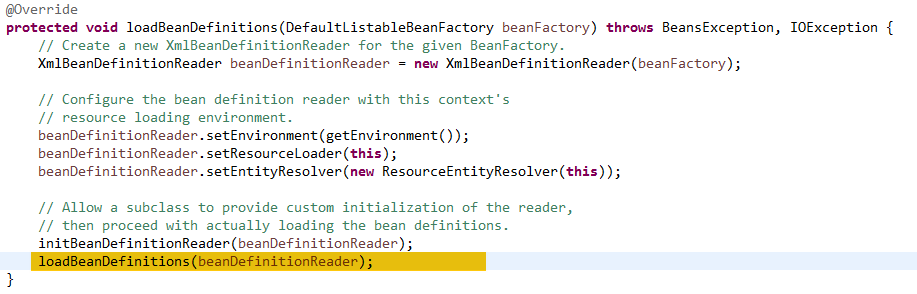 @Override
protected void loadBeanDefinitions(DefaultListableBeanFactory beanFactory) throws BeansException, IOException {
    // Create a new XmlBeanDefinitionReader for the given BeanFactory.
    XmlBeanDefinitionReader beanDefinitionReader = new XmlBeanDefinitionReader(beanFactory);

    // Configure the bean definition reader with this context's
    // resource loading environment.
    beanDefinitionReader.setEnvironment(getEnvironment());
    beanDefinitionReader.setResourceLoader(this);
    beanDefinitionReader.setEntityResolver(new ResourceEntityResolver(this));

    // Allow a subclass to provide custom initialization of the reader,
    // then proceed with actually loading the bean definitions.
    initBeanDefinitionReader(beanDefinitionReader);
    loadBeanDefinitions(beanDefinitionReader);
}